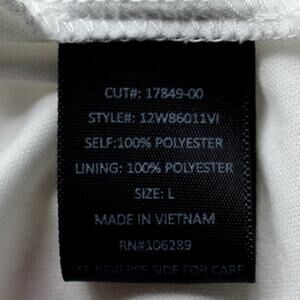 CUT#: 17849-00
STYLE#: 12W86011VI
SELF:100% POLYESTER
LINING: 100% POLYESTER
SIZE: L
MADE IN VIETNAM
RN#106289
SEE REVERSE SIDE FOR CARE